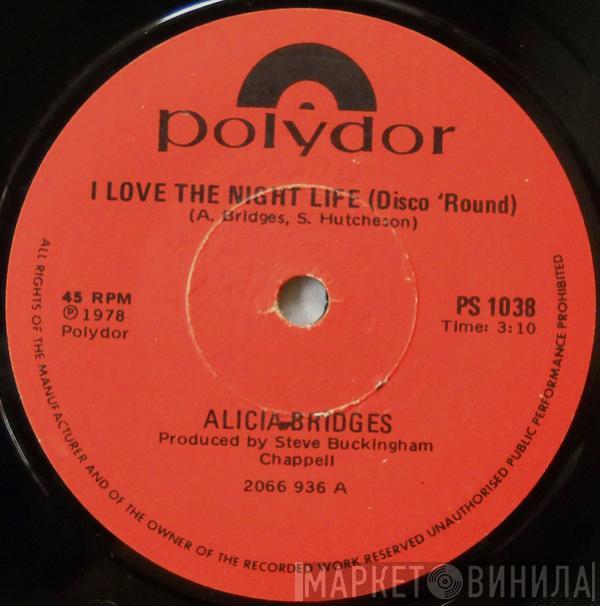 polydor
I LOVE THE NIGHT LIFE (Disco 'Round)
(A. Bridges, S. Hutcheson)
45 RPM
℗ 1978
Polydor
PS 1038
Time: 3:10
ALICIA BRIDGES
Produced by Steve Buckingham
Chappell
2066 936 A
ALL RIGHTS OF THE MANUFACTURER AND OF THE OWNER OF THE RECORDED WORK RESERVED UNAUTHORISED PUBLIC PERFORMANCE PROHIBITED
МАРКЕТ ВИНИЛА